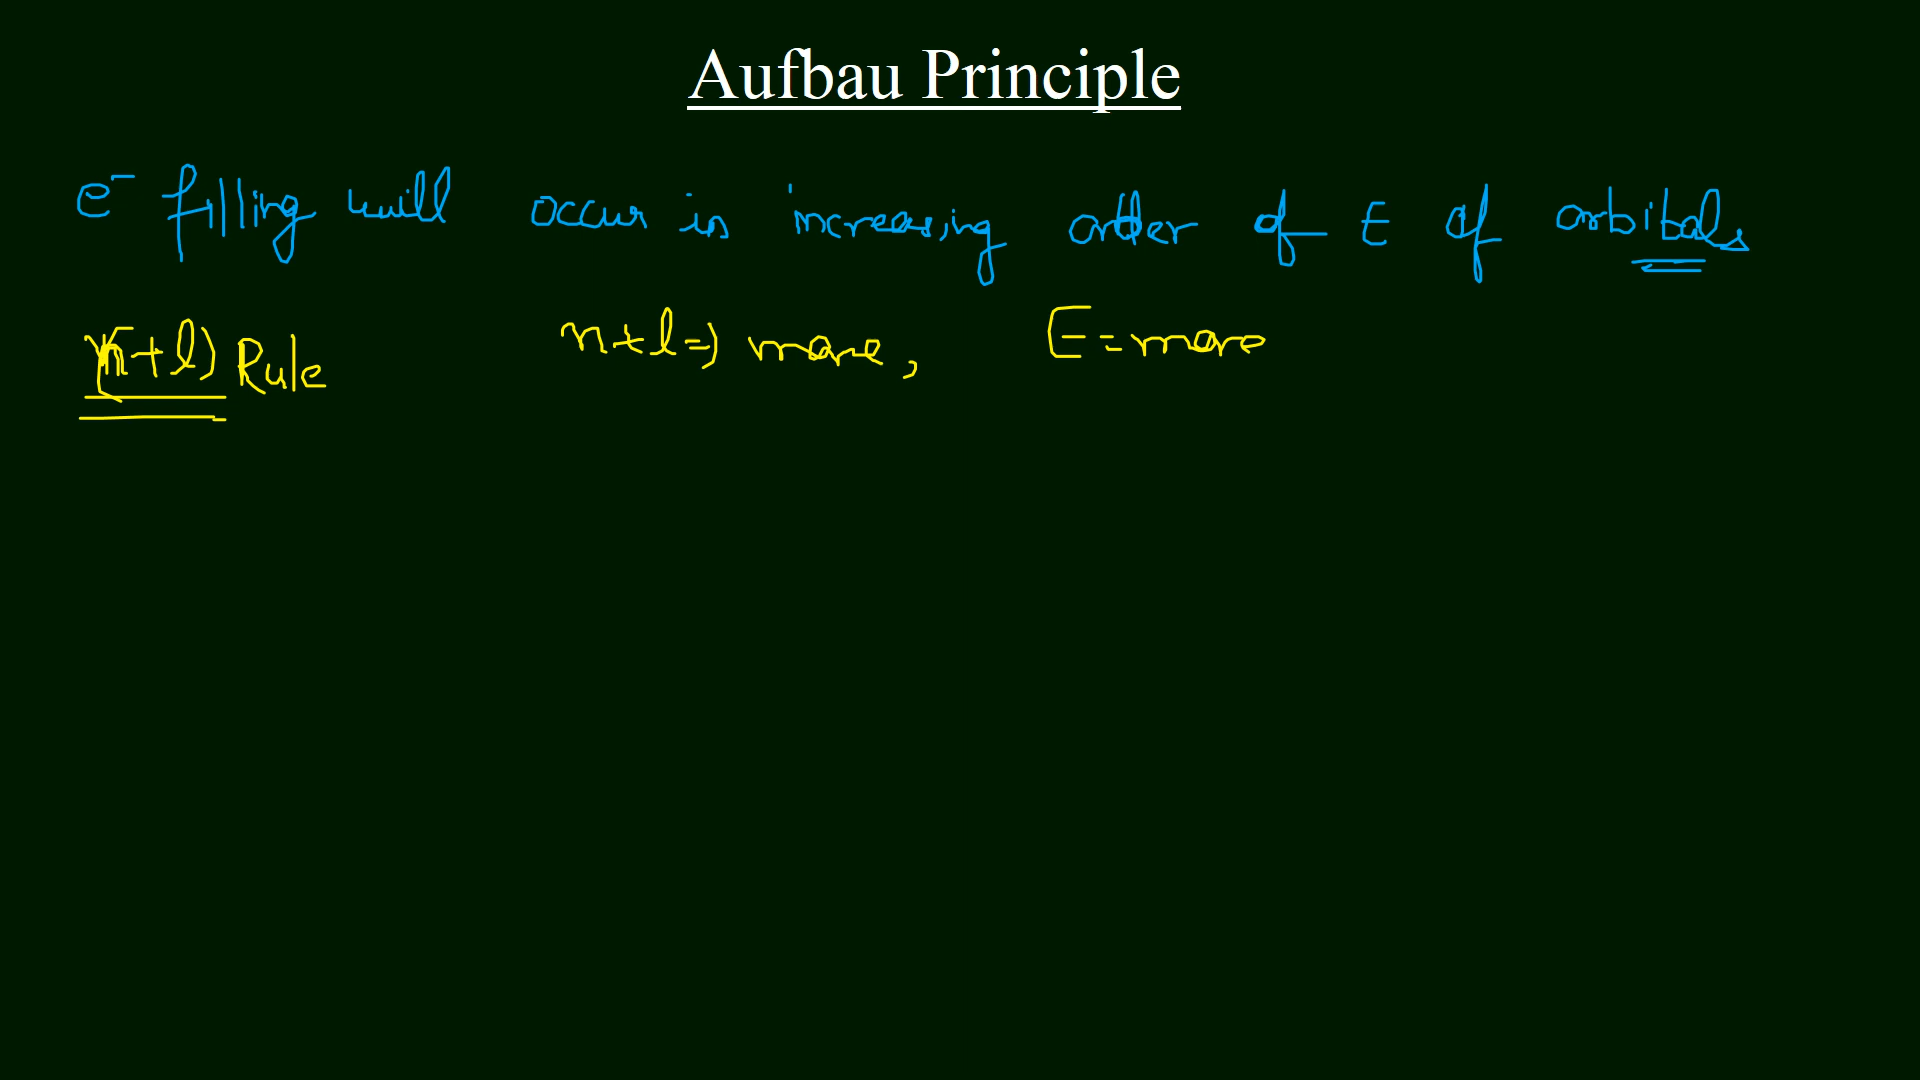 Aufbau Principle
e⁻ filling will occur in increasing order of E of orbitals
(n+l) Rule n+l ⇒ more, E = more